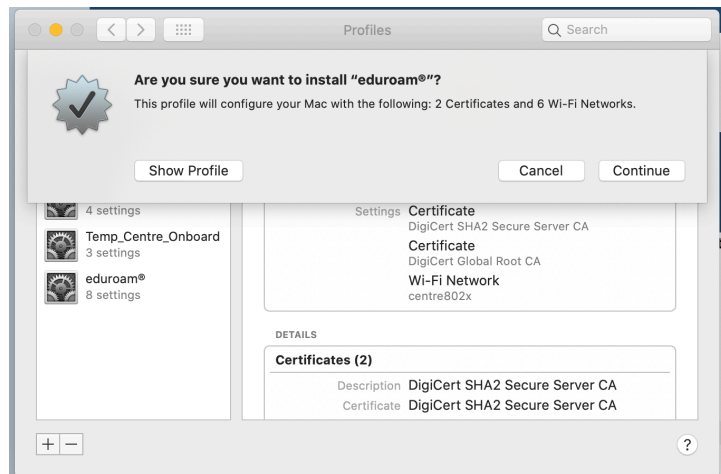 Profiles
Search
Are you sure you want to install “eduroam®”?
This profile will configure your Mac with the following: 2 Certificates and 6 Wi-Fi Networks.
Show Profile
Cancel
Continue
4 settings
Temp_Centre_Onboard
3 settings
eduroam®
8 settings
Settings Certificate
DigiCert SHA2 Secure Server CA
Certificate
DigiCert Global Root CA
Wi-Fi Network
centre802x
DETAILS
Certificates (2)
Description DigiCert SHA2 Secure Server CA
Certificate DigiCert SHA2 Secure Server CA
+ −
?